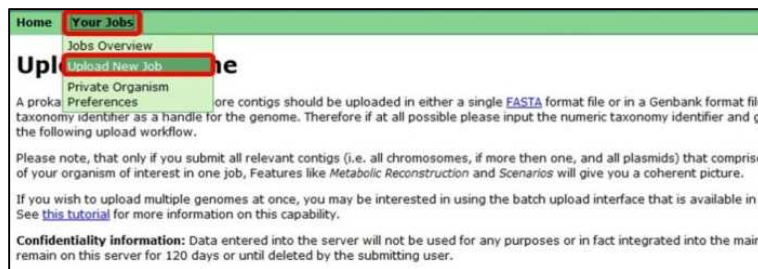 Home Your Jobs
Jobs Overview
Upload New Job
Private Organism
Preferences
Upl
A proka ore contigs should be uploaded in either a single FASTA format file or in a Genbank format fil
taxonomy identifier as a handle for the genome. Therefore if at all possible please input the numeric taxonomy identifier and g
the following upload workflow.
Please note, that only if you submit all relevant contigs (i.e. all chromosomes, if more then one, and all plasmids) that compris
of your organism of interest in one job, Features like Metabolic Reconstruction and Scenarios will give you a coherent picture.
If you wish to upload multiple genomes at once, you may be interested in using the batch upload interface that is available in
See this tutorial for more information on this capability.
Confidentiality information: Data entered into the server will not be used for any purposes or in fact integrated into the main
remain on this server for 120 days or until deleted by the submitting user.